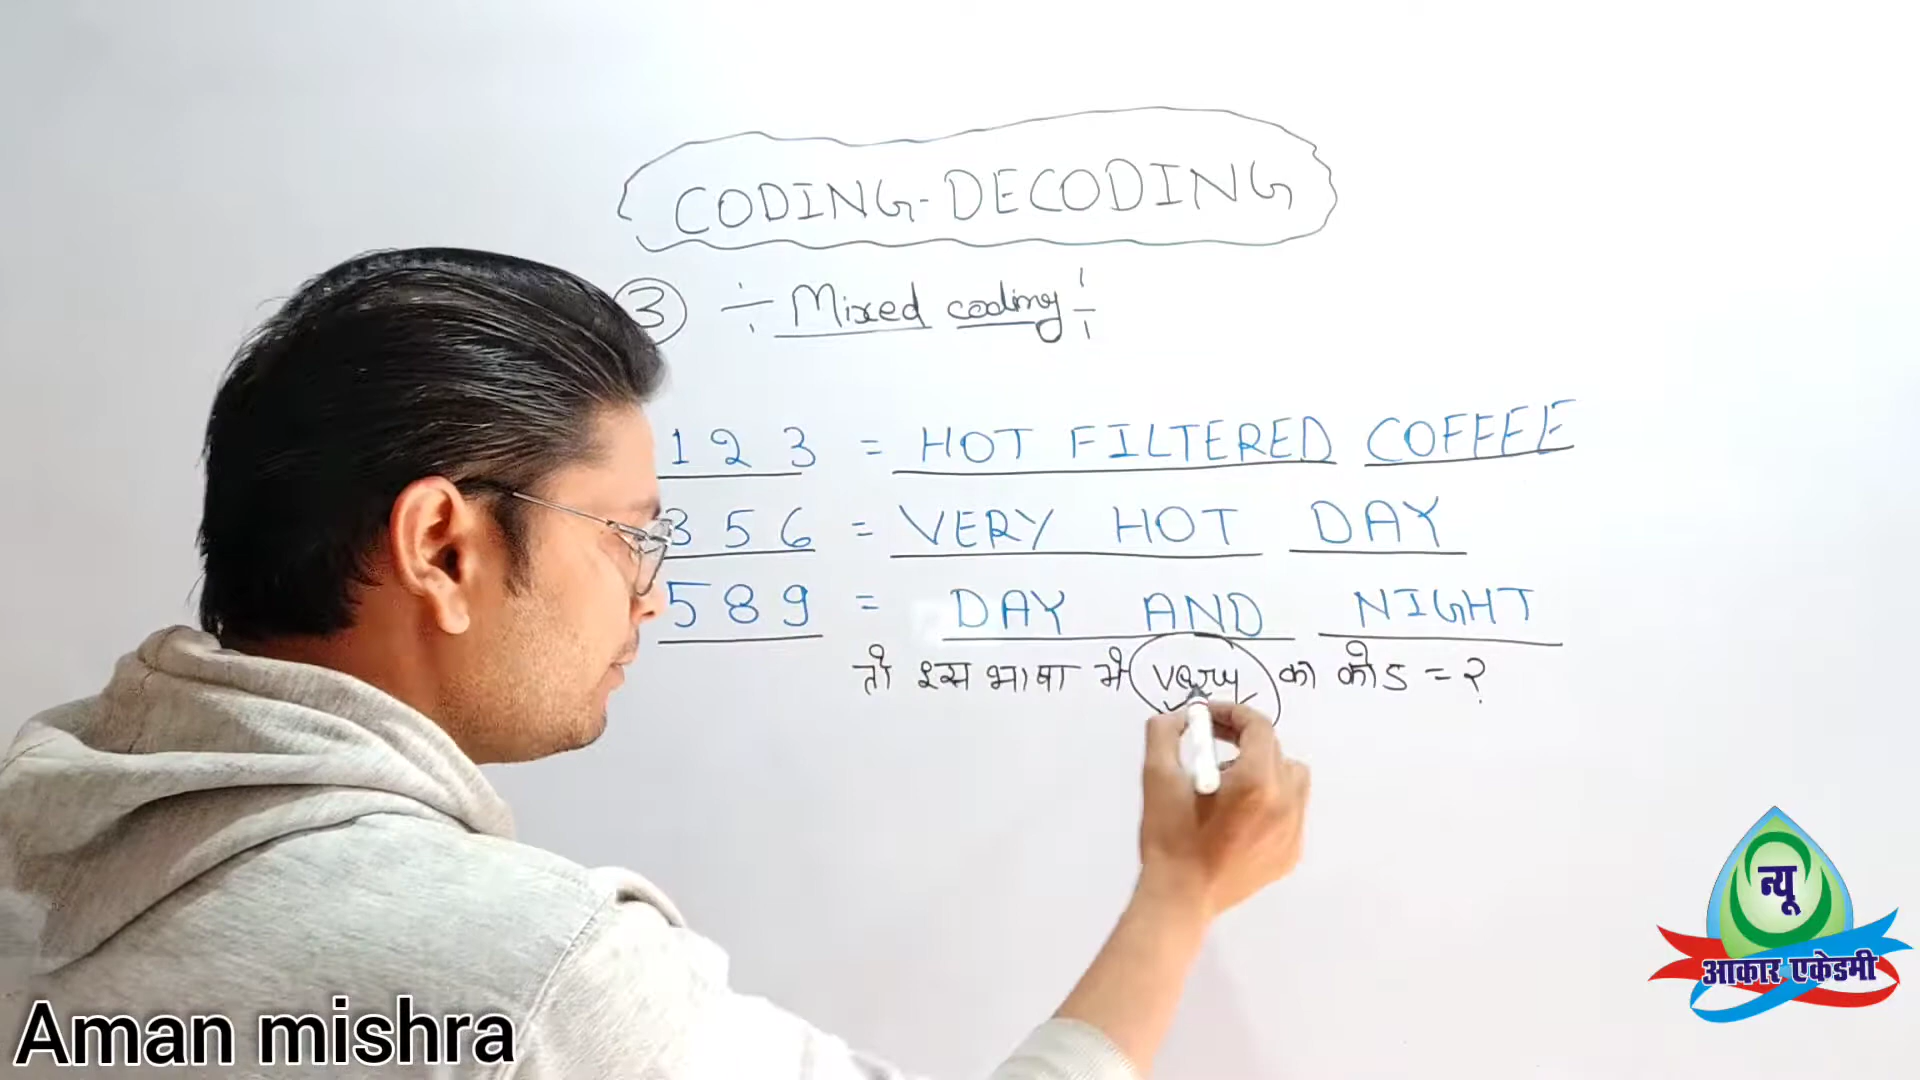 CODING-DECODING
3 ÷ Mixed coding ÷
1 2 3 = HOT FILTERED COFFEE
3 5 6 = VERY HOT DAY
5 8 9 = DAY AND NIGHT
तो इस भाषा में very का कोड = ?
न्यू
आकार एकेडमी
Aman mishra